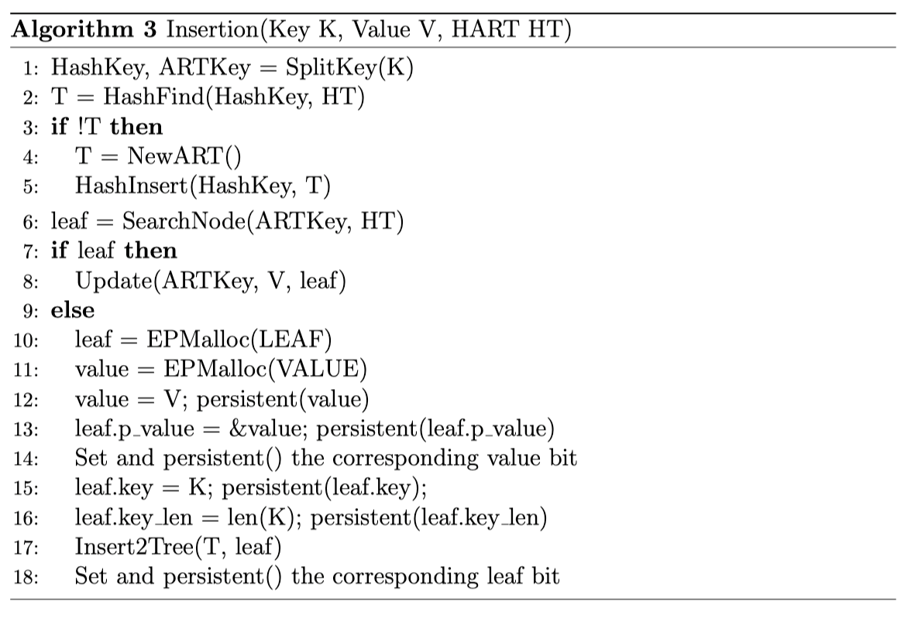 Algorithm 3 Insertion(Key K, Value V, HART HT)
1: HashKey, ARTKey = SplitKey(K)
2: T = HashFind(HashKey, HT)
3: if !T then
4: T = NewART()
5: HashInsert(HashKey, T)
6: leaf = SearchNode(ARTKey, HT)
7: if leaf then
8: Update(ARTKey, V, leaf)
9: else
10: leaf = EPMalloc(LEAF)
11: value = EPMalloc(VALUE)
12: value = V; persistent(value)
13: leaf.p_value = &value; persistent(leaf.p_value)
14: Set and persistent() the corresponding value bit
15: leaf.key = K; persistent(leaf.key);
16: leaf.key_len = len(K); persistent(leaf.key_len)
17: Insert2Tree(T, leaf)
18: Set and persistent() the corresponding leaf bit